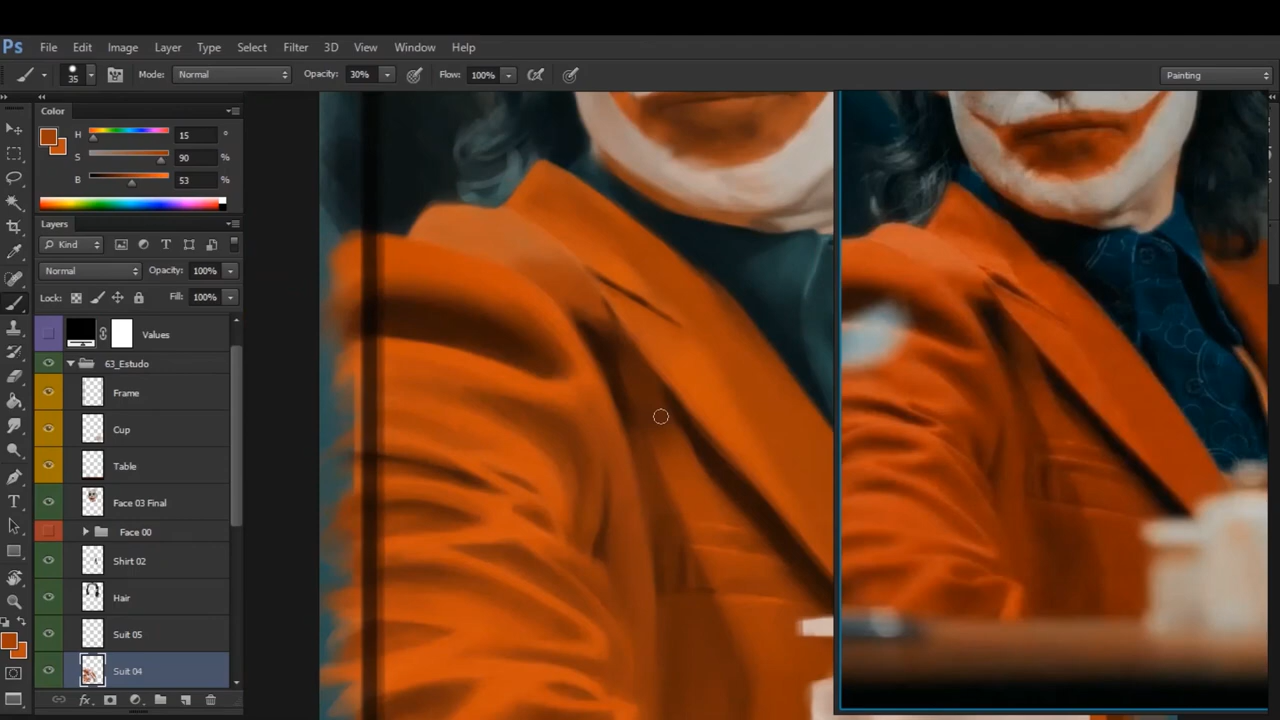 Ps File Edit Image Layer Type Select Filter 3D View Window Help
35 Mode: Normal Opacity: 30% Flow: 100% Painting
Color
H 15 °
S 90 %
B 53 %
Layers
Kind T
Normal Opacity: 100%
Lock: Fill: 100%
Values
63_Estudo
Frame
Cup
Table
Face 03 Final
Face 00
Shirt 02
Hair
Suit 05
Suit 04
fx